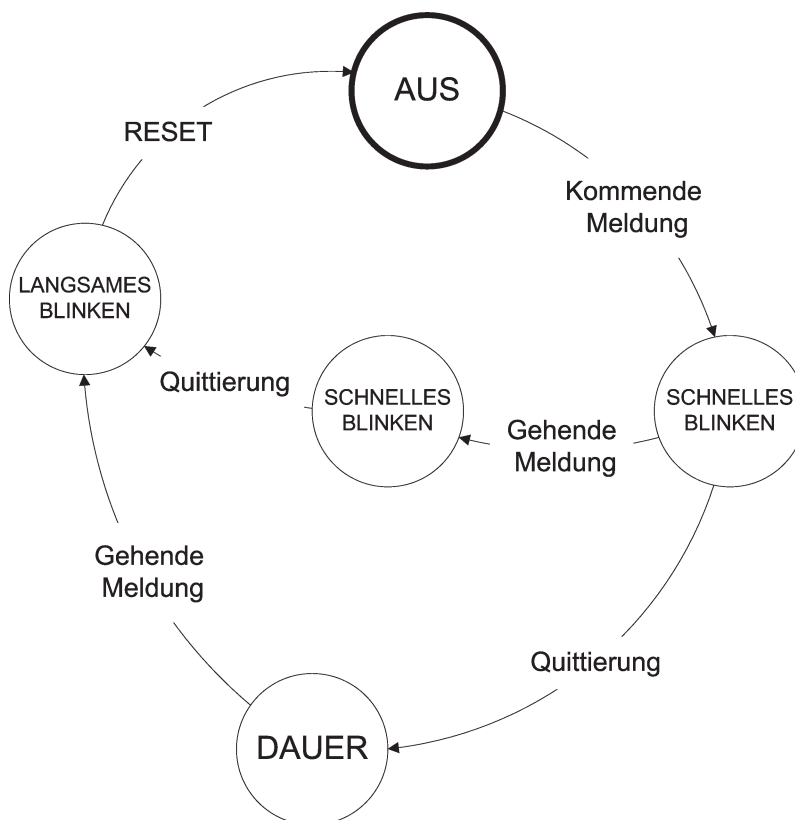 AUS
RESET
Kommende
Meldung
LANGSAMES
BLINKEN
Quittierung
SCHNELLES
BLINKEN
Gehende
Meldung
SCHNELLES
BLINKEN
Gehende
Meldung
Quittierung
DAUER